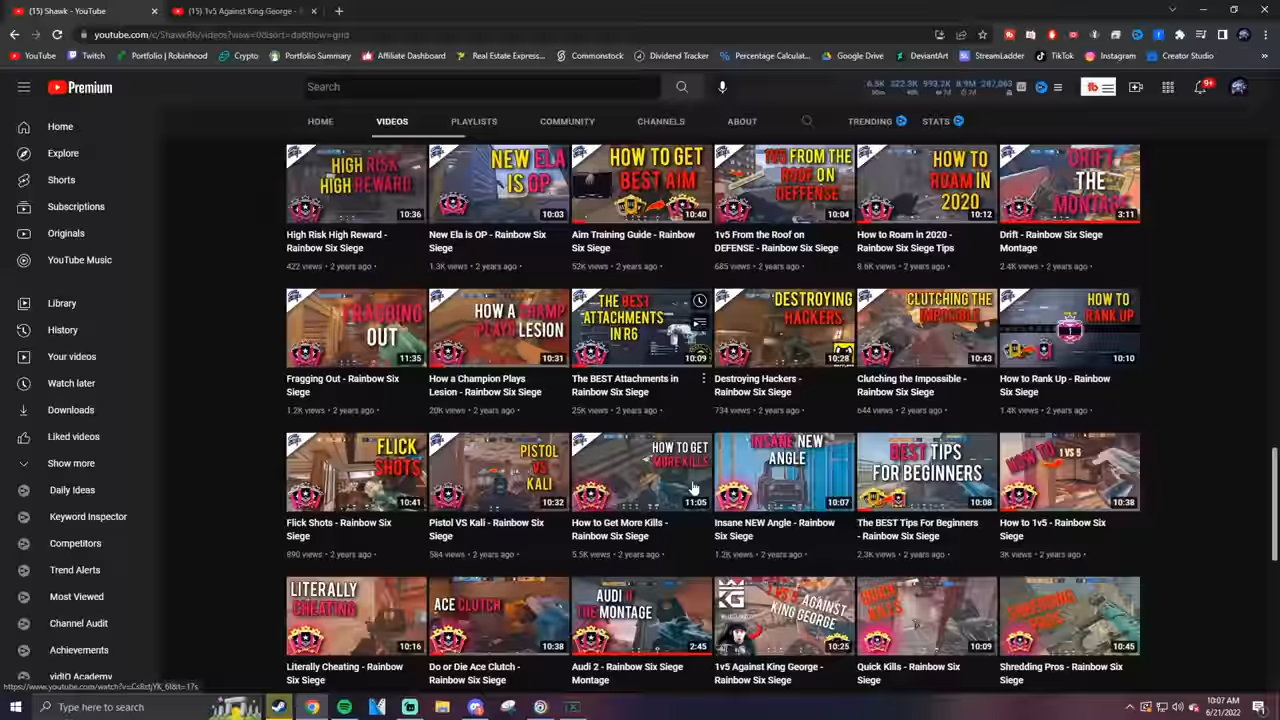 (15) Shawk - YouTube
(15) 1v5 Against King George -
youtube.com/c/ShawkR6/videos?view=0&sort=da&flow=grid
YouTube
Twitch
Portfolio | Robinhood
Crypto
Portfolio Summary
Affiliate Dashboard
Real Estate Express...
Commonstock
Dividend Tracker
Percentage Calculat...
Google Drive
DeviantArt
StreamLadder
TikTok
Instagram
Creator Studio
Premium
Search
9+
HOME
VIDEOS
PLAYLISTS
COMMUNITY
CHANNELS
ABOUT
TRENDING
STATS
Home
Explore
Shorts
Subscriptions
Originals
YouTube Music
Library
History
Your videos
Watch later
Downloads
Liked videos
Show more
Daily Ideas
Keyword Inspector
Competitors
Trend Alerts
Most Viewed
Channel Audit
Achievements
vidIQ Academy
HIGH RISK
HIGH REWARD
10:36
NEW ELA
IS OP
10:03
HOW TO GET
BEST AIM
10:40
1V5 FROM THE
ROOF ON
DEFFENSE
10:04
HOW TO
ROAM IN
2020
10:12
DRIFT
THE
MONTAGE
3:11
High Risk High Reward -
Rainbow Six Siege
422 views • 2 years ago •
New Ela is OP - Rainbow Six
Siege
1.3K views • 2 years ago •
Aim Training Guide - Rainbow
Six Siege
52K views • 2 years ago •
1v5 From the Roof on
DEFENSE - Rainbow Six Siege
685 views • 2 years ago •
How to Roam in 2020 -
Rainbow Six Siege Tips
8.6K views • 2 years ago •
Drift - Rainbow Six Siege
Montage
2.4K views • 2 years ago •
FRAGGING
OUT
11:35
HOW A CHAMP
PLAYS LESION
10:31
THE BEST
ATTACHMENTS
IN R6
10:09
DESTROYING
HACKERS
10:28
CLUTCHING THE
IMPOSIBLE
10:43
HOW TO
RANK UP
10:10
Fragging Out - Rainbow Six
Siege
1.2K views • 2 years ago •
How a Champion Plays
Lesion - Rainbow Six Siege
20K views • 2 years ago •
The BEST Attachments in
Rainbow Six Siege
25K views • 2 years ago •
Destroying Hackers -
Rainbow Six Siege
734 views • 2 years ago •
Clutching the Impossible -
Rainbow Six Siege
644 views • 2 years ago •
How to Rank Up - Rainbow
Six Siege
1.4K views • 2 years ago •
FLICK
SHOTS
10:41
PISTOL
VS
KALI
10:32
HOW TO GET
MORE KILLS
11:05
INSANE NEW
ANGLE
10:07
BEST TIPS
FOR BEGINNERS
10:08
HOW TO 1 VS 5
10:38
Flick Shots - Rainbow Six
Siege
890 views • 2 years ago •
Pistol VS Kali - Rainbow Six
Siege
584 views • 2 years ago •
How to Get More Kills -
Rainbow Six Siege
5.5K views • 2 years ago •
Insane NEW Angle - Rainbow
Six Siege
1.2K views • 2 years ago •
The BEST Tips For Beginners
- Rainbow Six Siege
2.3K views • 2 years ago •
How to 1v5 - Rainbow Six
Siege
3K views • 2 years ago •
LITERALLY
CHEATING
10:16
ACE CLUTCH
10:38
AUDI II
THE MONTAGE
2:45
1 VS 5 AGAINST
KING GEORGE
10:25
QUICK
KILLS
10:09
SHREDDING
PROS
10:45
Literally Cheating - Rainbow
Six Siege
Do or Die Ace Clutch -
Rainbow Six Siege
Audi 2 - Rainbow Six Siege
Montage
1v5 Against King George -
Rainbow Six Siege
Quick Kills - Rainbow Six
Siege
Shredding Pros - Rainbow Six
Siege
Type here to search
10:07 AM
6/21/2022